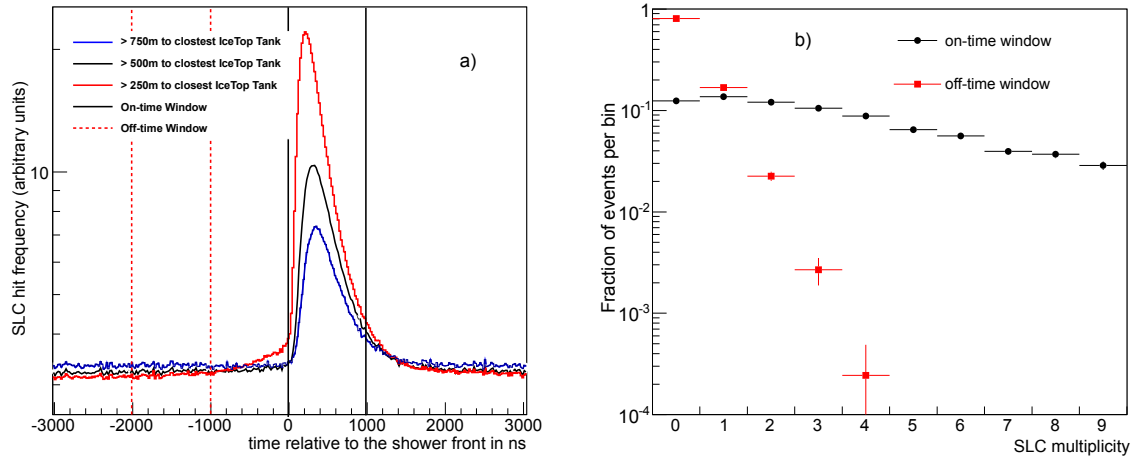 a)
> 750m to clostest IceTop Tank
> 500m to clostest IceTop Tank
> 250m to clostest IceTop Tank
On-time Window
Off-time Window
SLC hit frequency (arbitrary units)
10
-3000 -2000 -1000 0 1000 2000 3000
time relative to the shower front in ns
b)
on-time window
off-time window
Fraction of events per bin
1
10-1
10-2
10-3
10-4
0 1 2 3 4 5 6 7 8 9
SLC multiplicity